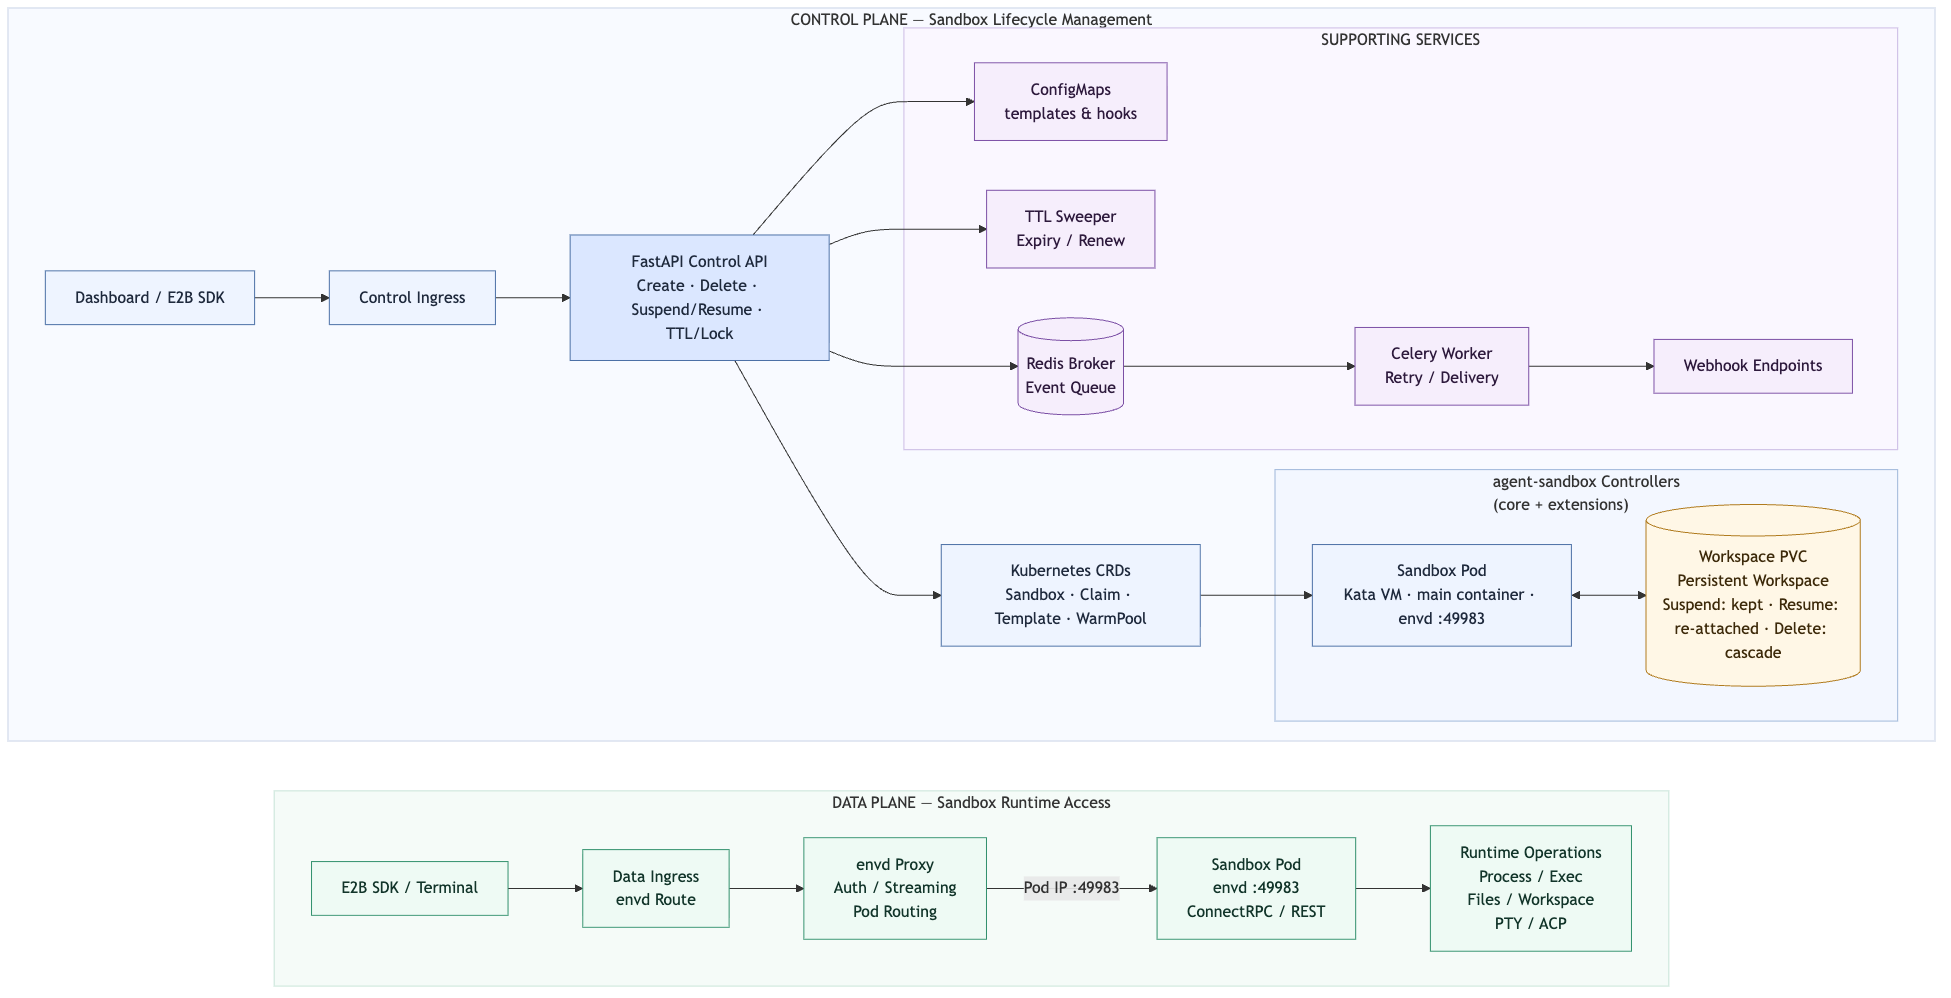 CONTROL PLANE — Sandbox Lifecycle Management
SUPPORTING SERVICES
ConfigMaps
templates & hooks
TTL Sweeper
Expiry / Renew
Dashboard / E2B SDK
Control Ingress
FastAPI Control API
Create · Delete ·
Suspend/Resume ·
TTL/Lock
Redis Broker
Event Queue
Celery Worker
Retry / Delivery
Webhook Endpoints
agent-sandbox Controllers
(core + extensions)
Kubernetes CRDs
Sandbox · Claim ·
Template · WarmPool
Sandbox Pod
Kata VM · main container ·
envd :49983
Workspace PVC
Persistent Workspace
Suspend: kept · Resume:
re-attached · Delete:
cascade
DATA PLANE — Sandbox Runtime Access
E2B SDK / Terminal
Data Ingress
envd Route
envd Proxy
Auth / Streaming
Pod Routing
Pod IP :49983
Sandbox Pod
envd :49983
ConnectRPC / REST
Runtime Operations
Process / Exec
Files / Workspace
PTY / ACP